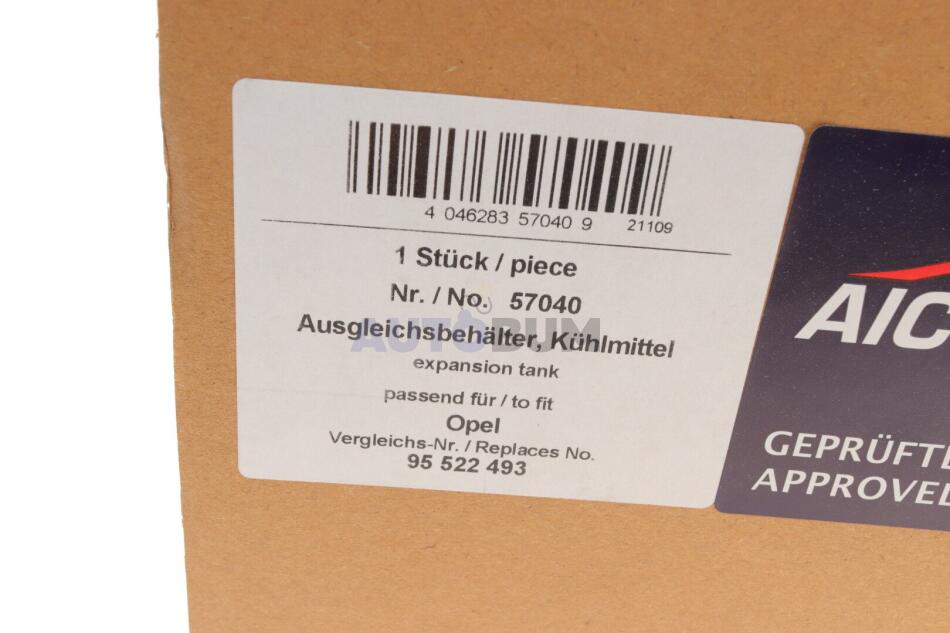 4 046283 57040 9 21109
1 Stück / piece
Nr. / No. 57040
AUTOBUM
Ausgleichsbehälter, Kühlmittel
expansion tank
passend für / to fit
Opel
Vergleichs-Nr. / Replaces No.
95 522 493
AIC
GEPRÜFTE
APPROVED